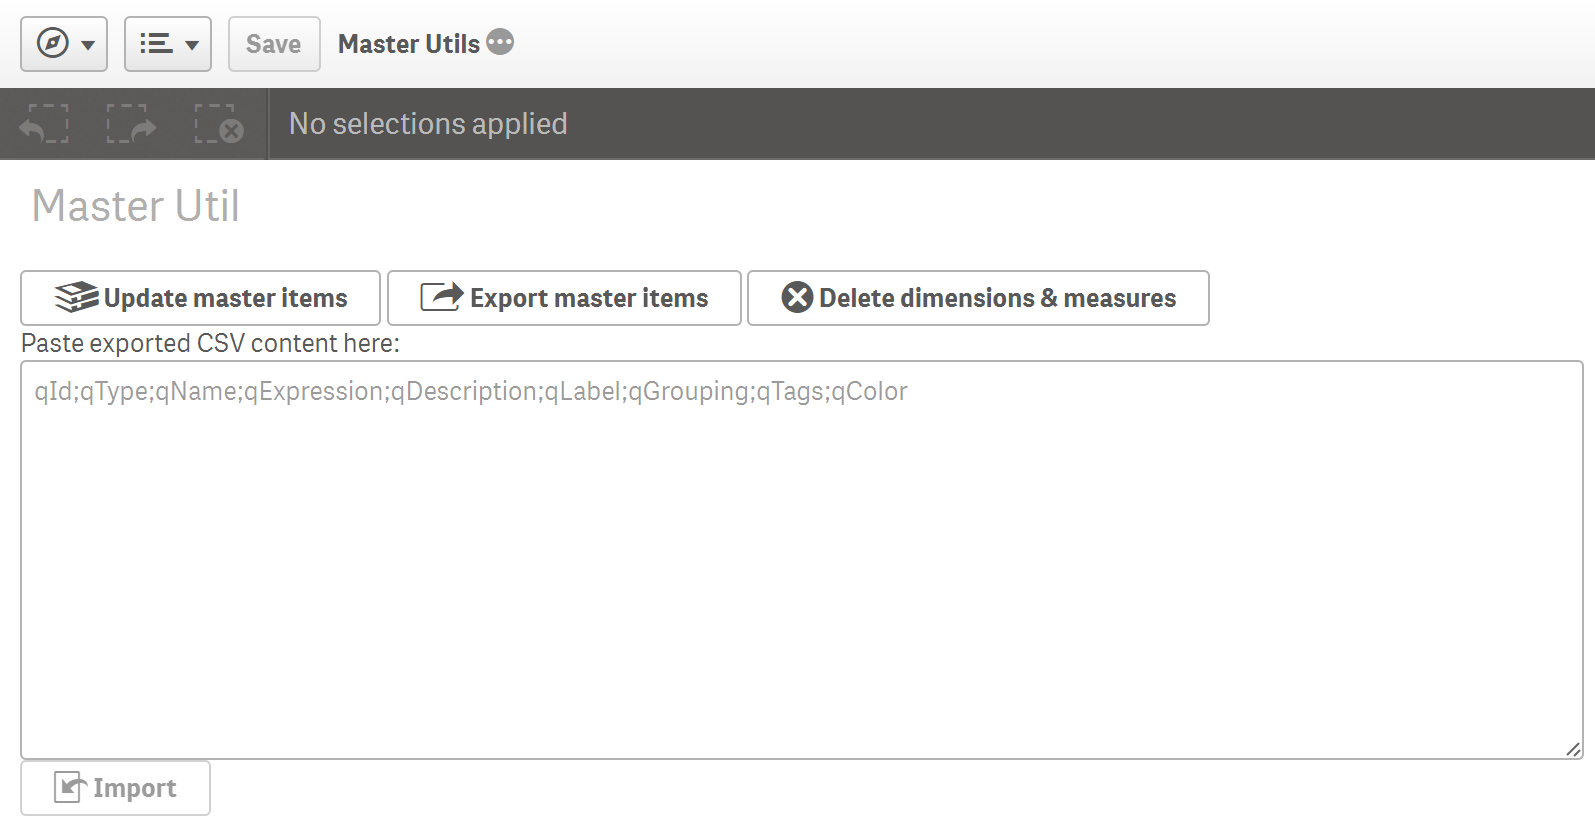 Save Master Utils
No selections applied
Master Util
Update master items Export master items Delete dimensions & measures
Paste exported CSV content here:
qId;qType;qName;qExpression;qDescription;qLabel;qGrouping;qTags;qColor
Import